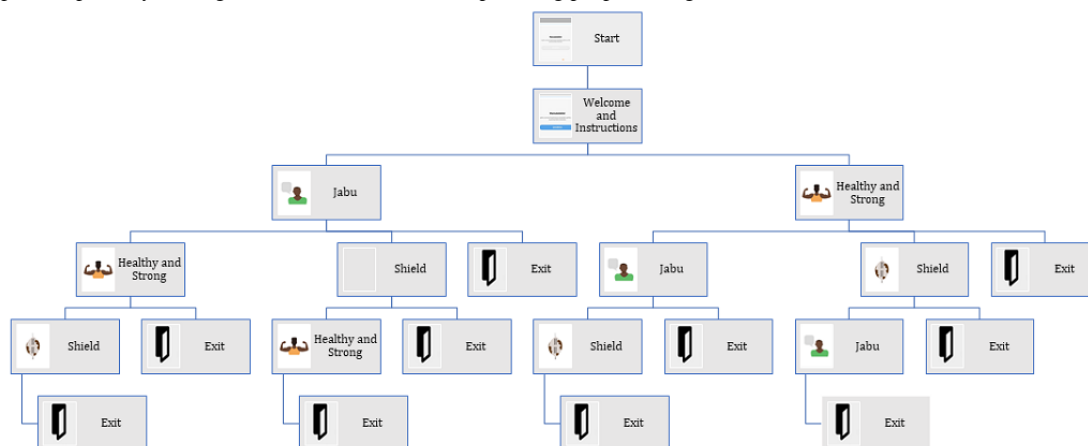 Start
Welcome
and
Instructions
Jabu
Healthy and
Strong
Healthy and
Strong
Shield
Exit
Jabu
Shield
Exit
Shield
Exit
Healthy and
Strong
Exit
Shield
Exit
Jabu
Exit
Exit
Exit
Exit
Exit